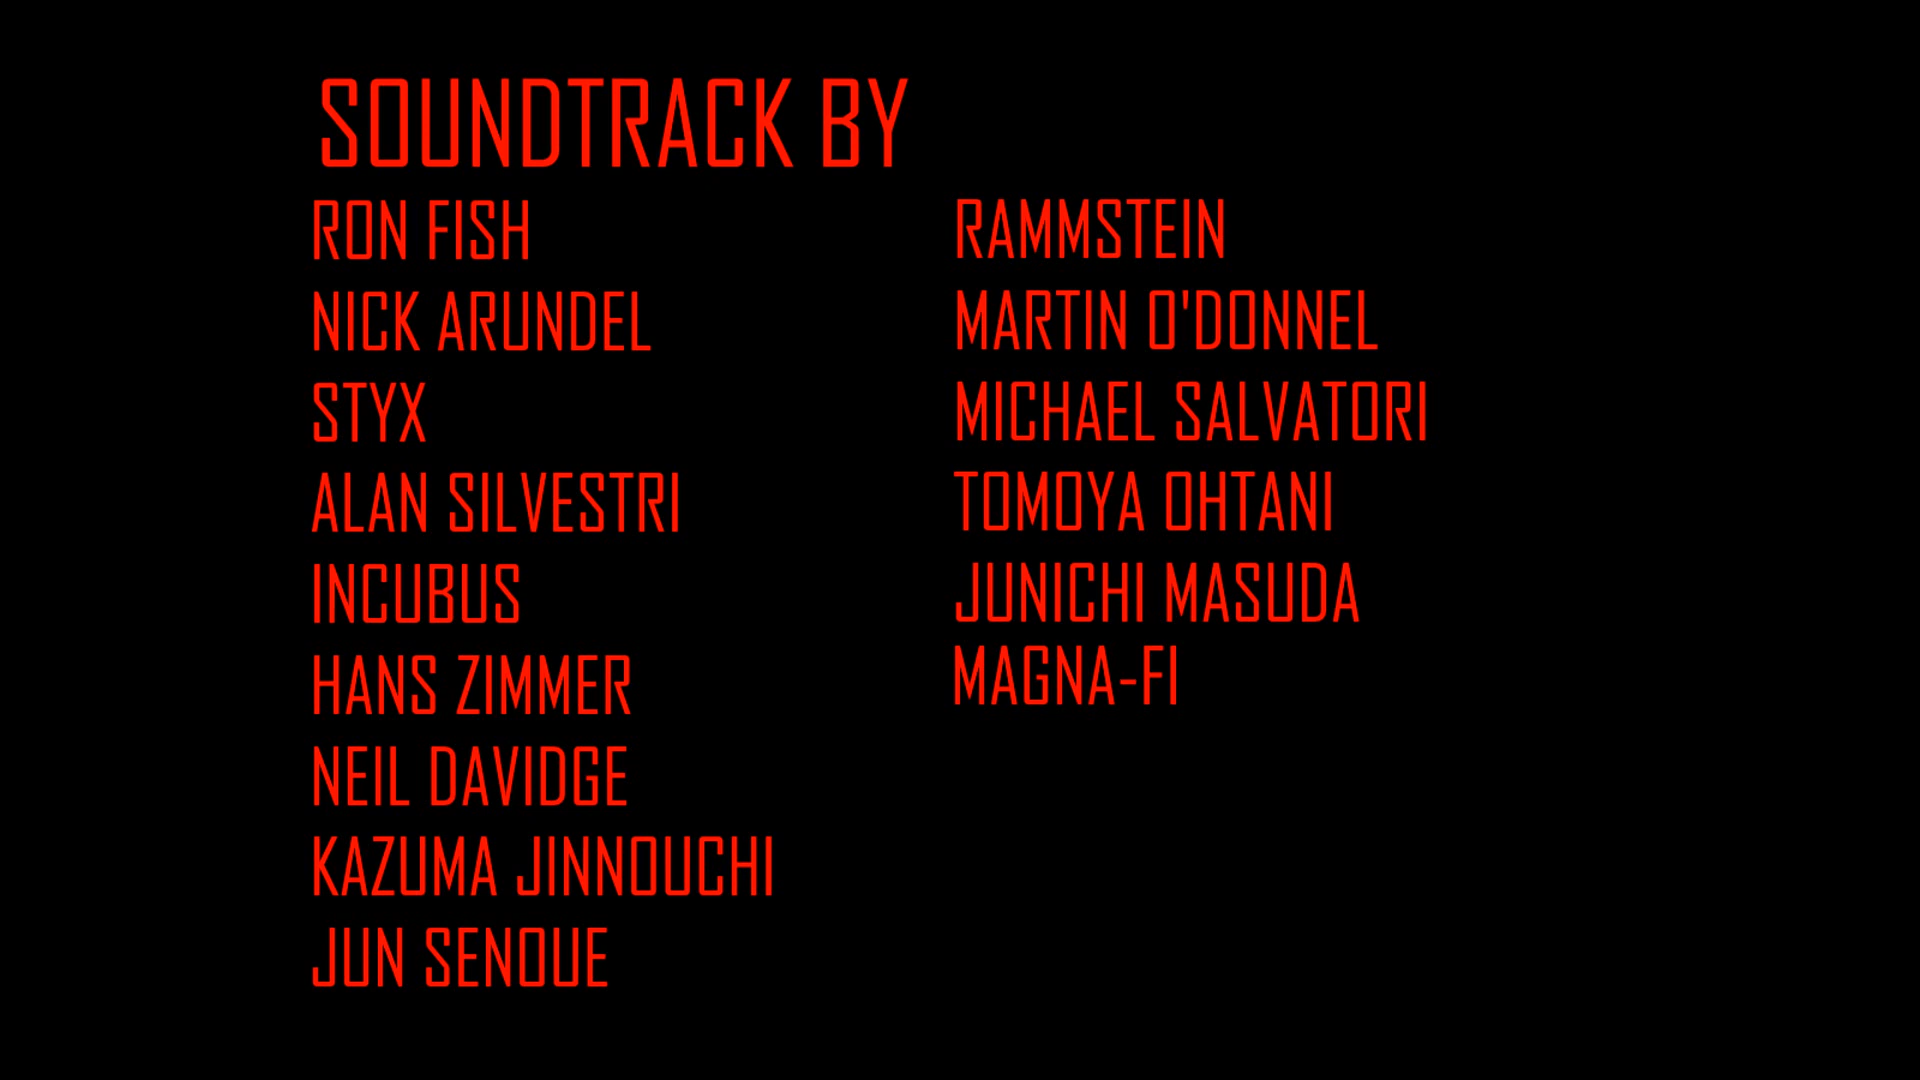 SOUNDTRACK BY
RON FISH
NICK ARUNDEL
STYX
ALAN SILVESTRI
INCUBUS
HANS ZIMMER
NEIL DAVIDGE
KAZUMA JINNOUCHI
JUN SENOUE
RAMMSTEIN
MARTIN O'DONNEL
MICHAEL SALVATORI
TOMOYA OHTANI
JUNICHI MASUDA
MAGNA-FI